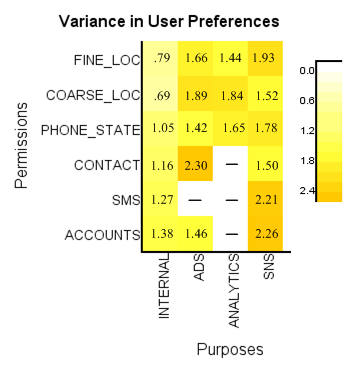 Variance in User Preferences
FINE_LOC .79 1.66 1.44 1.93
COARSE_LOC .69 1.89 1.84 1.52
PHONE_STATE 1.05 1.42 1.65 1.78
CONTACT 1.16 2.30 — 1.50
SMS 1.27 — — 2.21
ACCOUNTS 1.38 1.46 — 2.26
INTERNAL
ADS
ANALYTICS
SNS
Permissions
Purposes
0.0
0.6
1.2
1.8
2.4